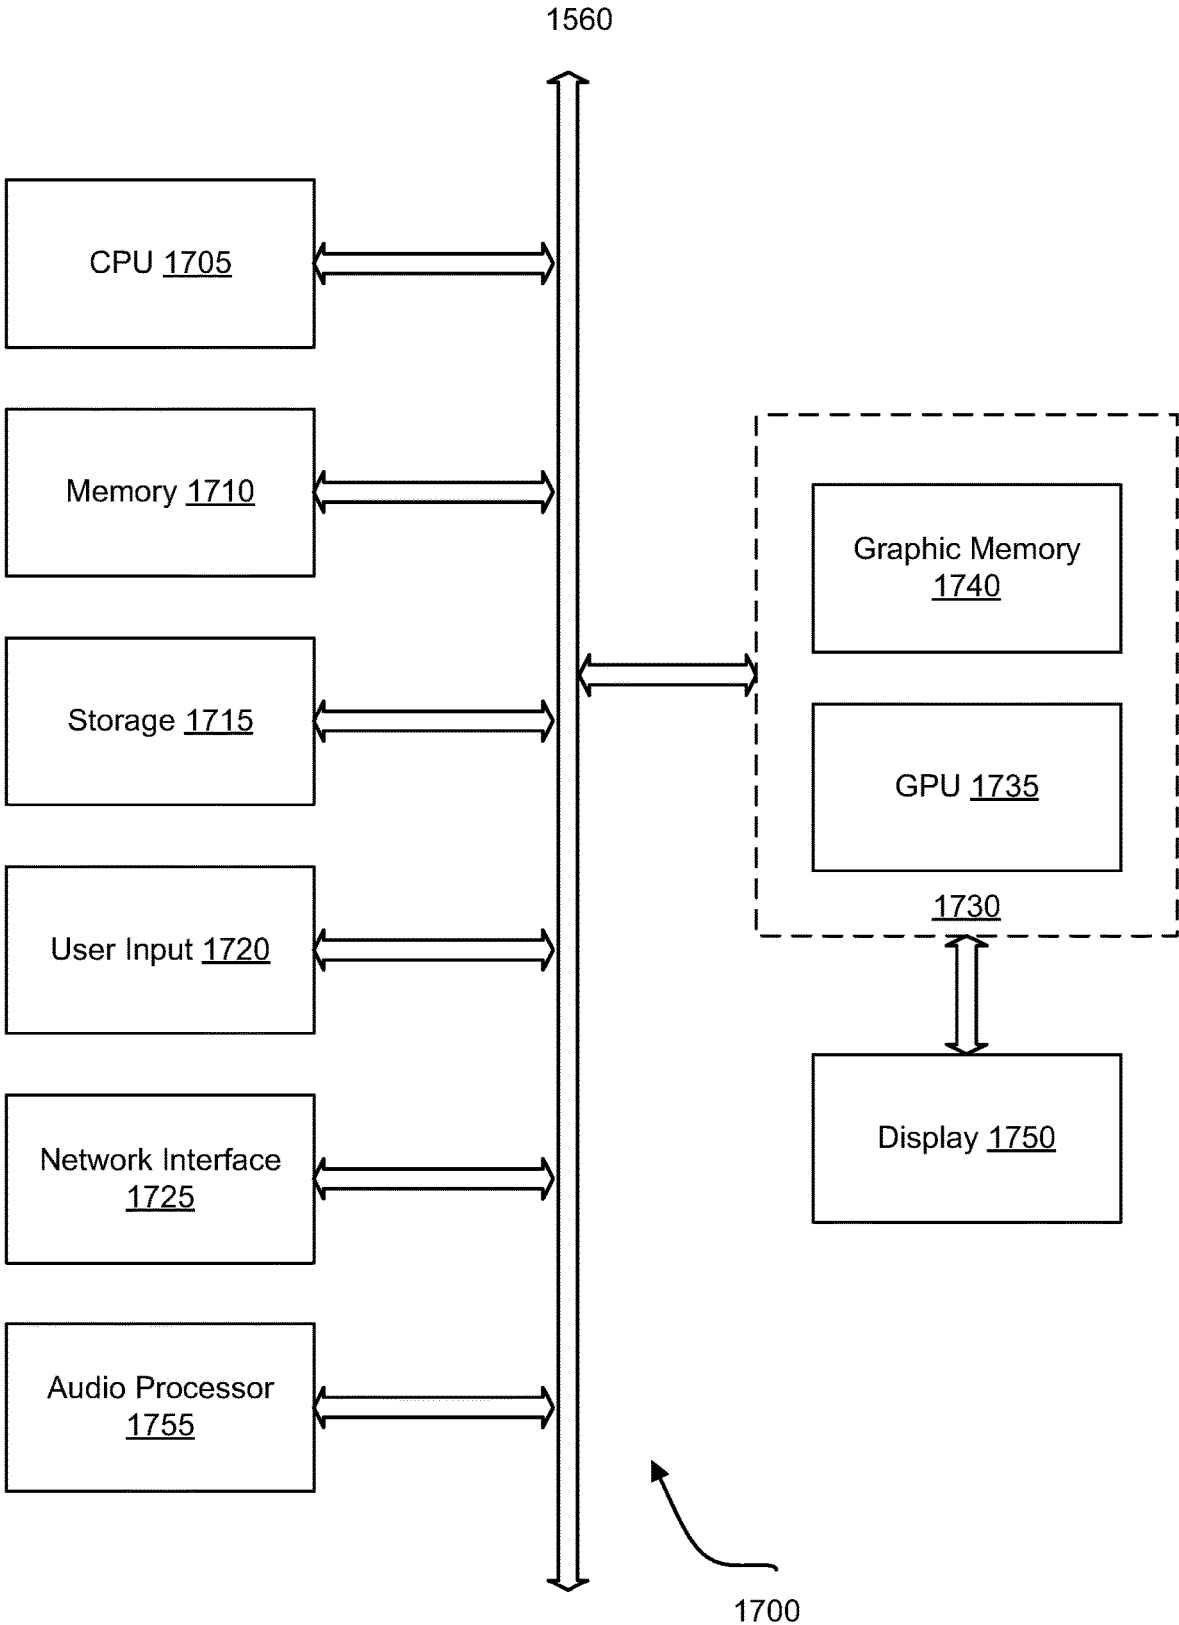 1560
CPU 1705
Memory 1710
Storage 1715
User Input 1720
Network Interface
1725
Audio Processor
1755
Graphic Memory
1740
GPU 1735
1730
Display 1750
1700